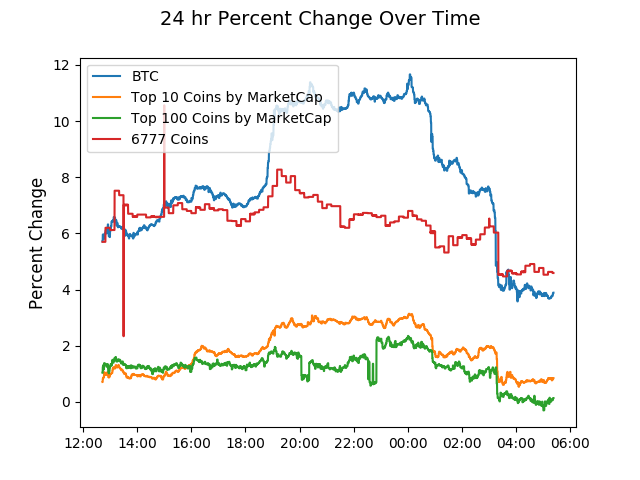 24 hr Percent Change Over Time
Percent Change
12
10
8
6
4
2
0
BTC
Top 10 Coins by MarketCap
Top 100 Coins by MarketCap
6777 Coins
12:00 14:00 16:00 18:00 20:00 22:00 00:00 02:00 04:00 06:00